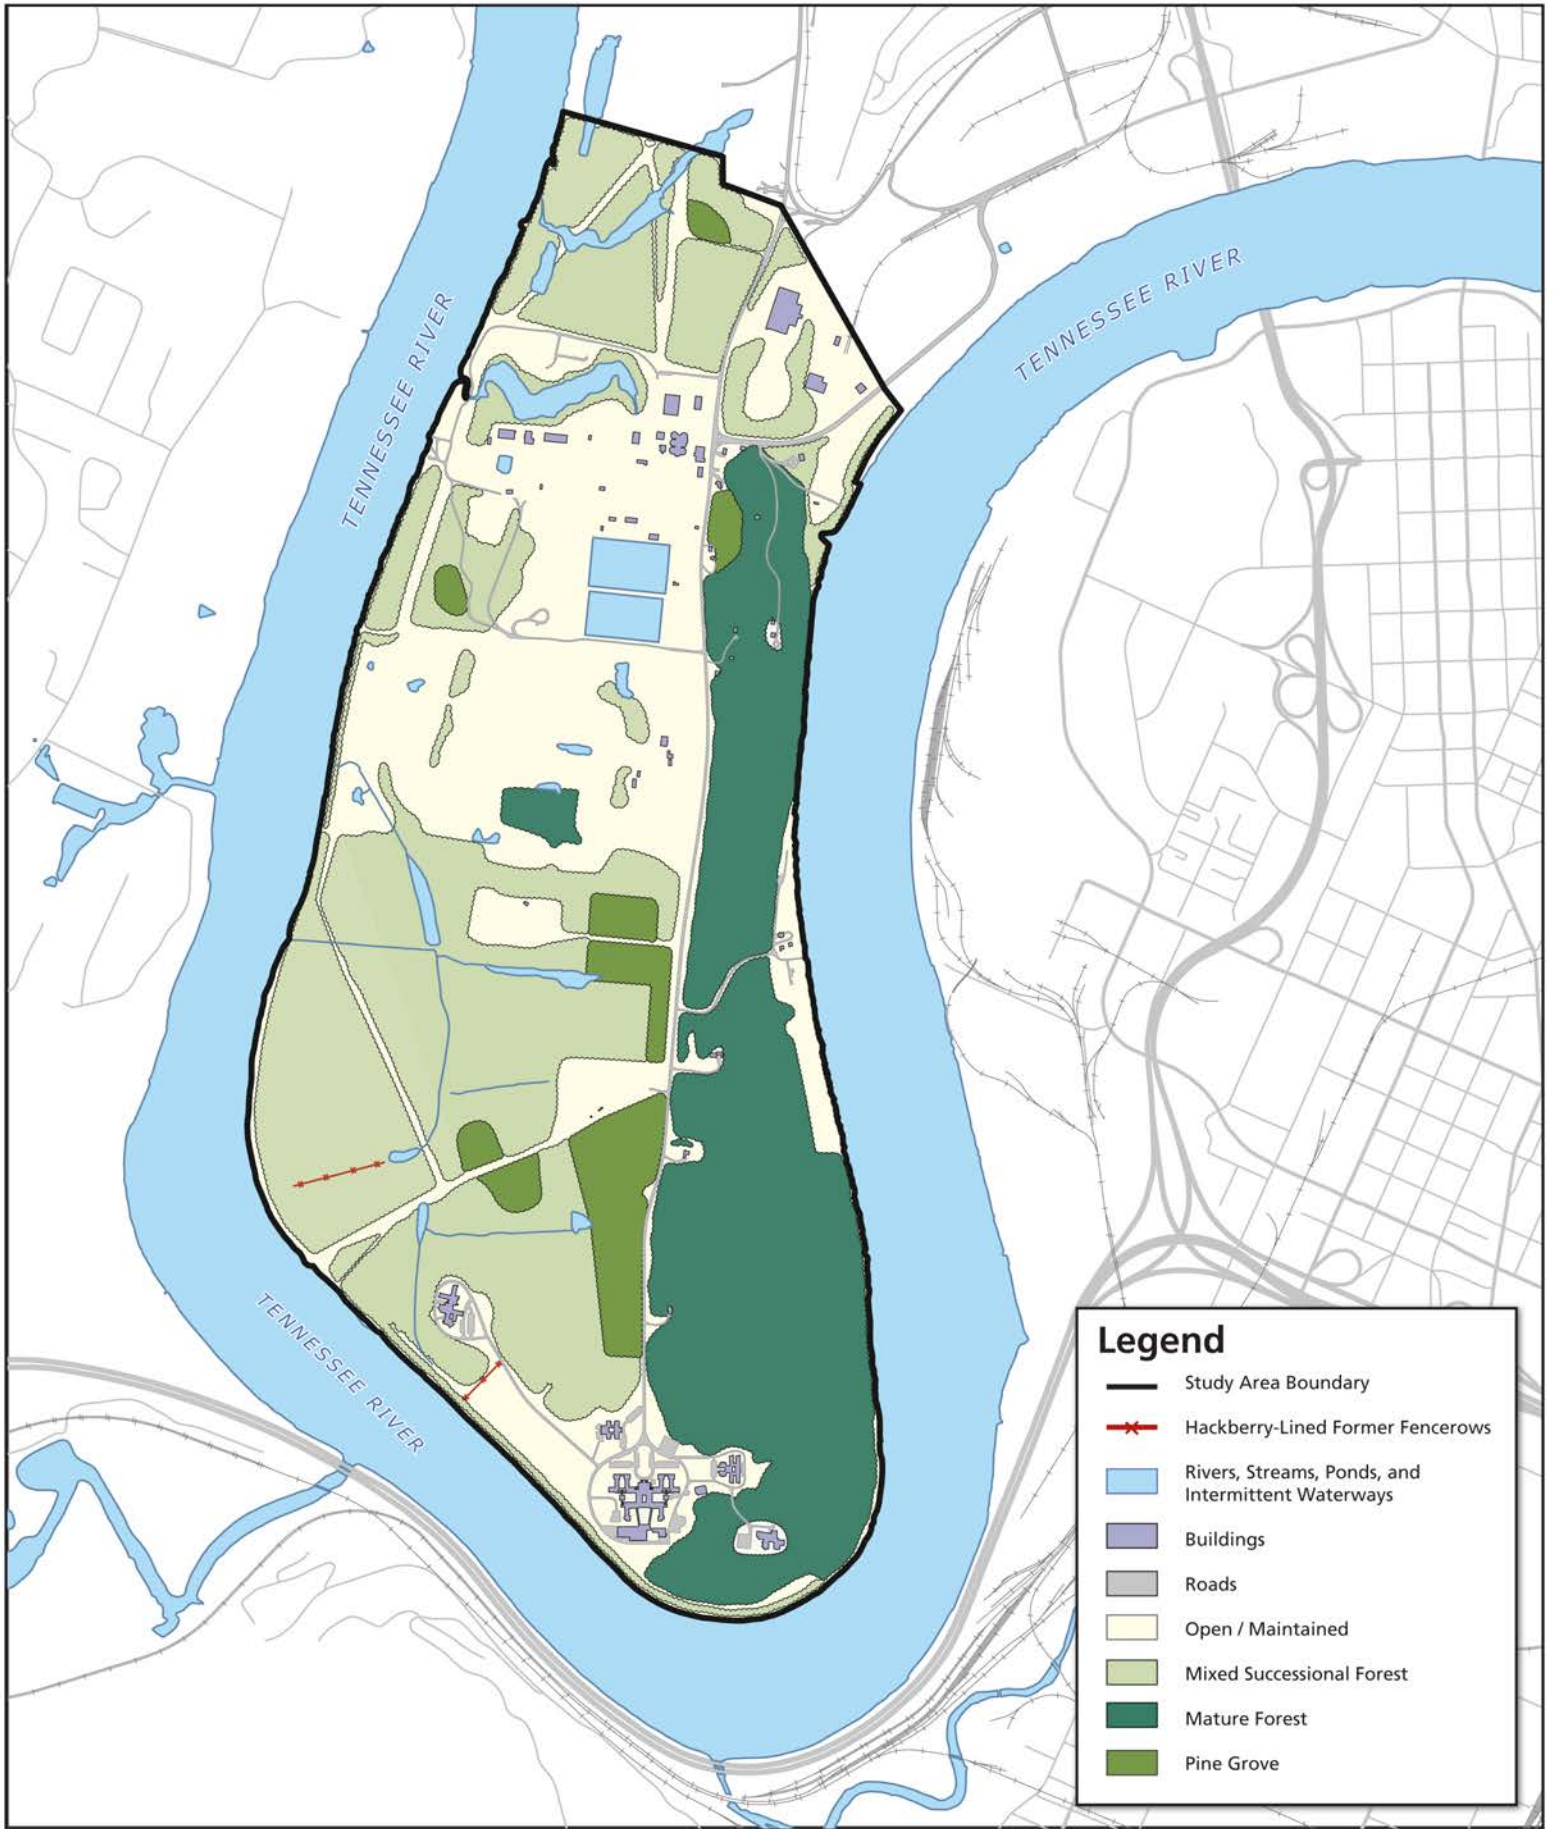 TENNESSEE RIVER
TENNESSEE RIVER
TENNESSEE RIVER
Legend
Study Area Boundary
Hackberry-Lined Former Fencerows
Rivers, Streams, Ponds, and
Intermittent Waterways
Buildings
Roads
Open / Maintained
Mixed Successional Forest
Mature Forest
Pine Grove